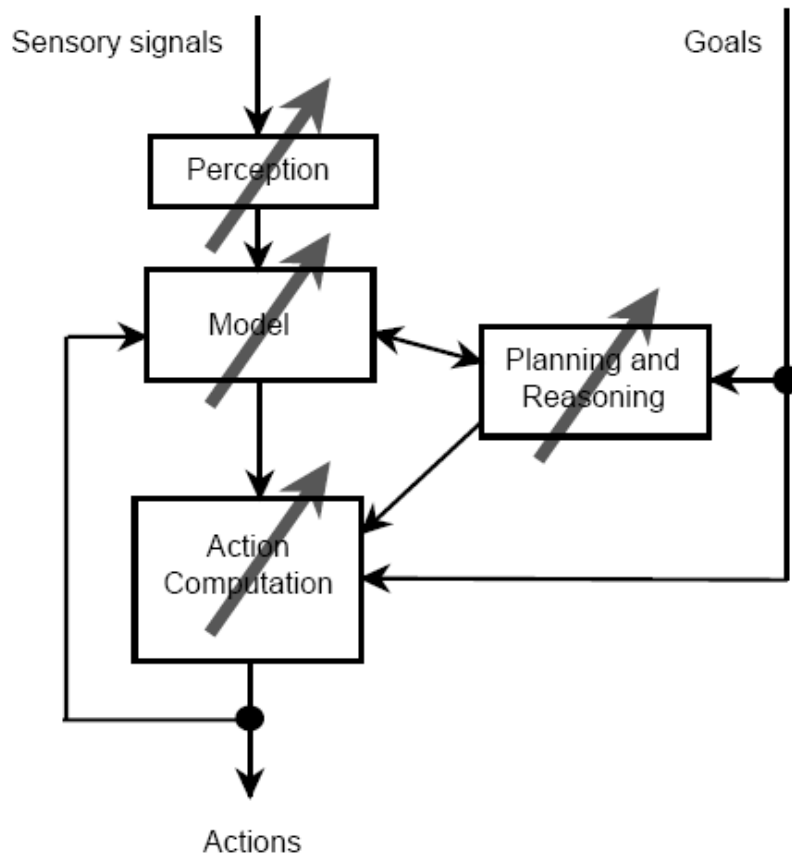 Sensory signals
Goals
Perception
Model
Planning and
Reasoning
Action
Computation
Actions